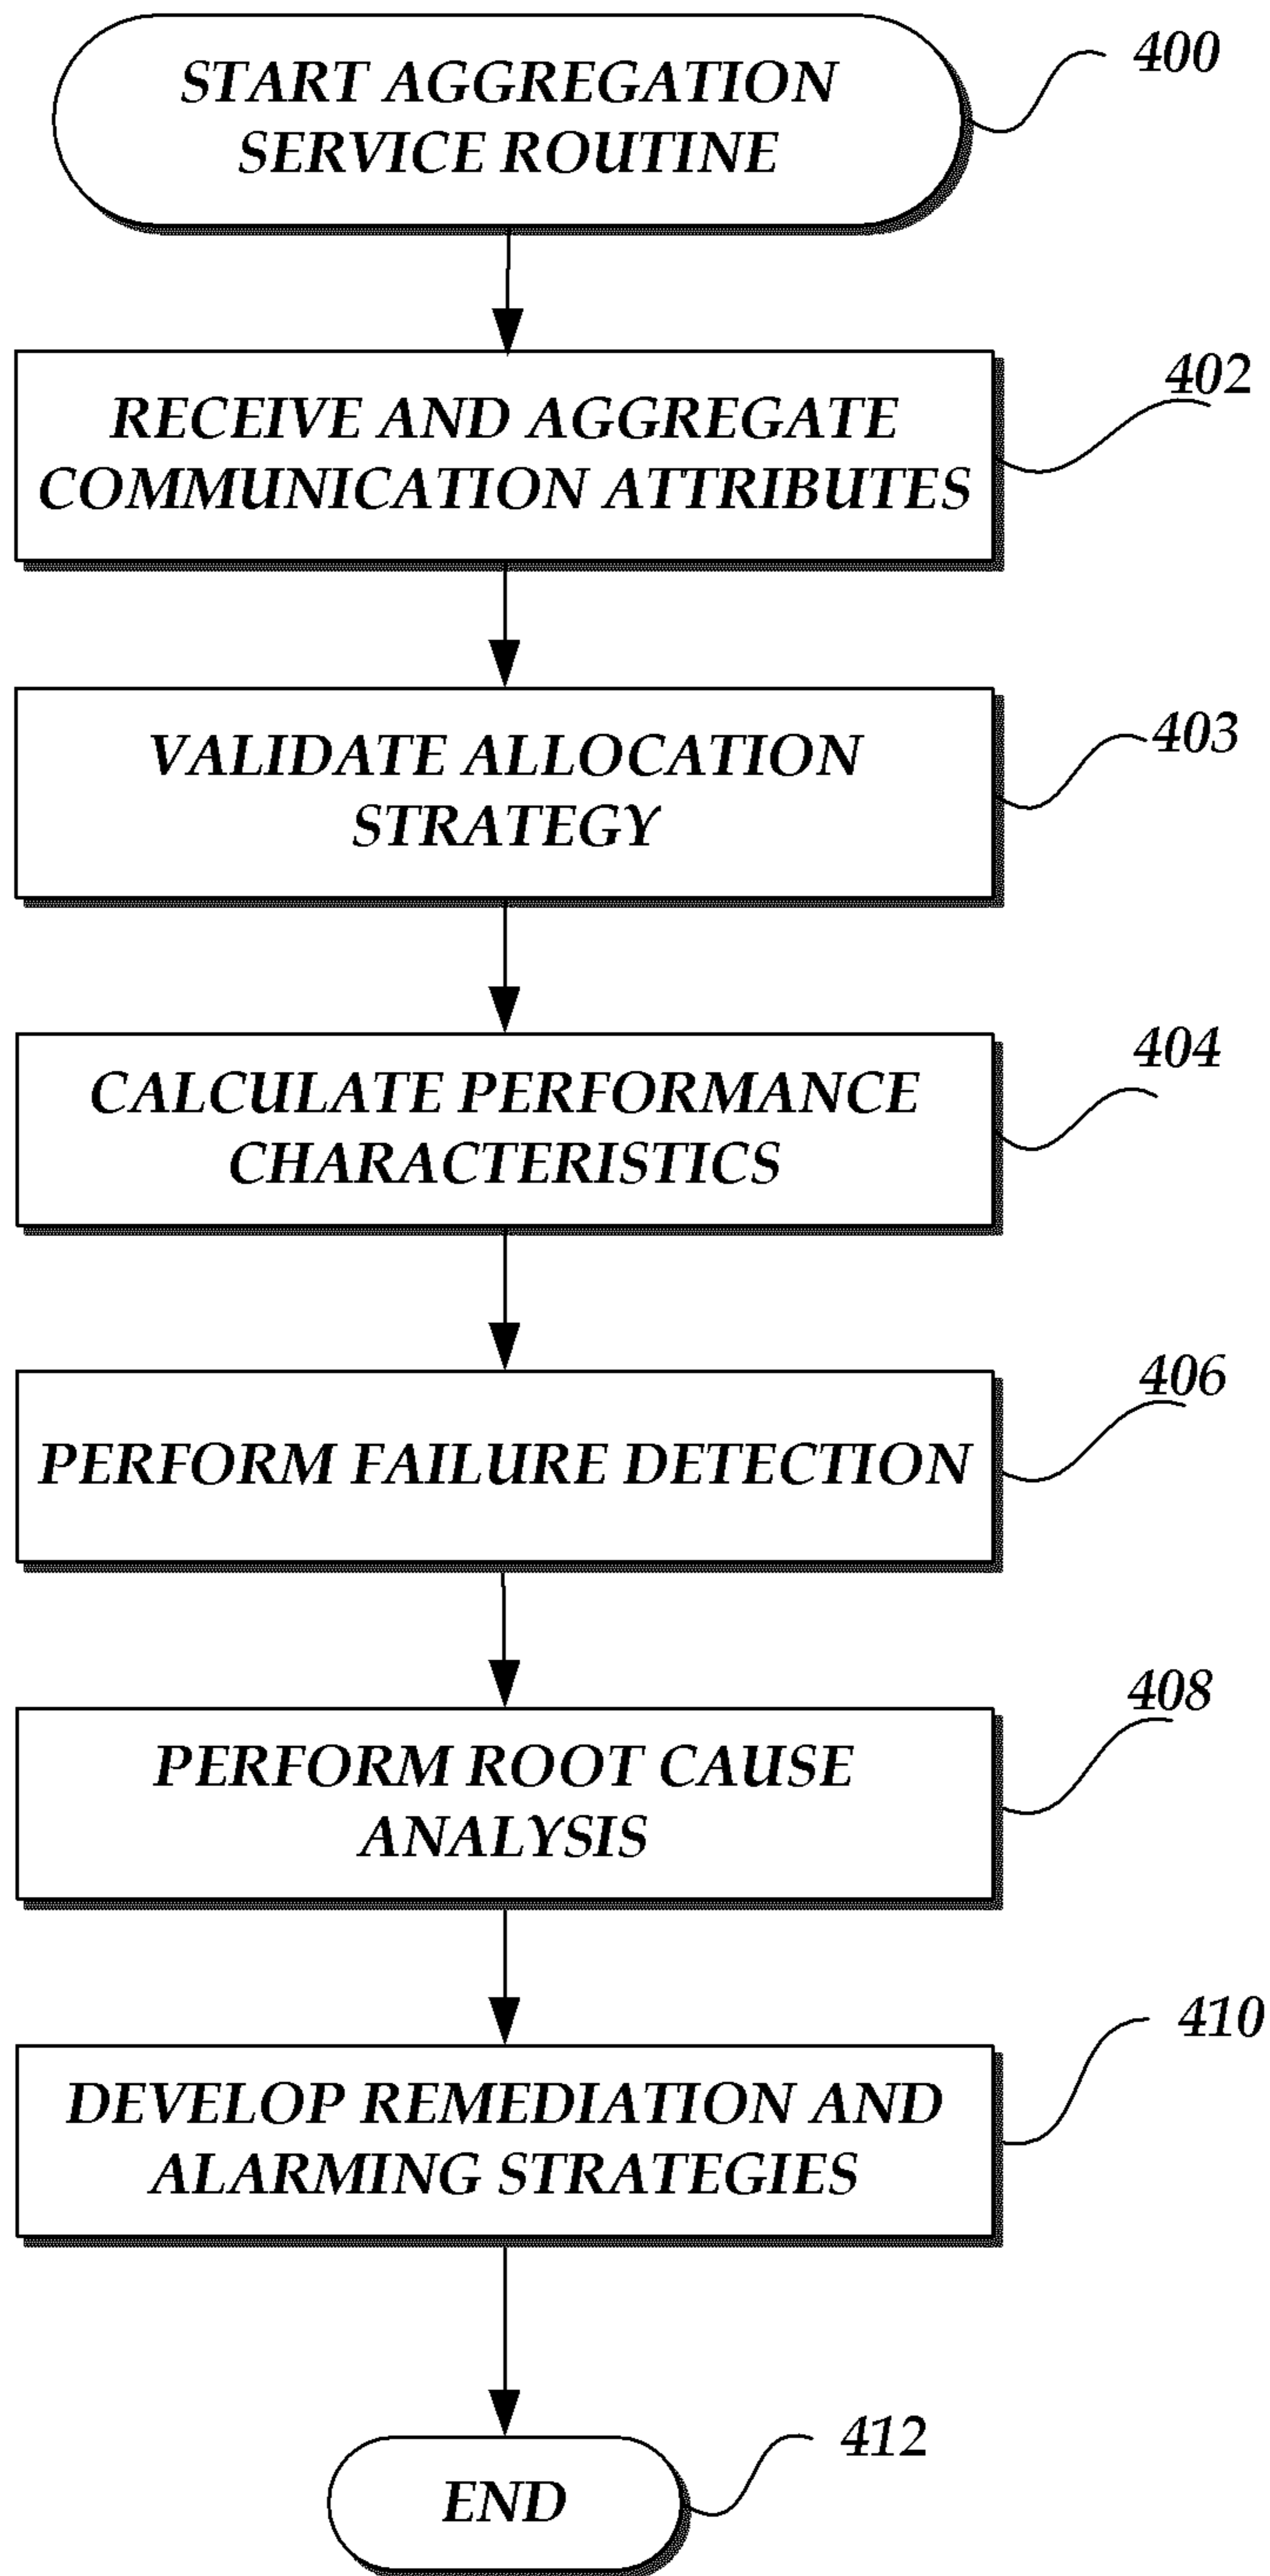 START AGGREGATION
SERVICE ROUTINE
400
RECEIVE AND AGGREGATE
COMMUNICATION ATTRIBUTES
402
VALIDATE ALLOCATION
STRATEGY
403
CALCULATE PERFORMANCE
CHARACTERISTICS
404
PERFORM FAILURE DETECTION
406
PERFORM ROOT CAUSE
ANALYSIS
408
DEVELOP REMEDIATION AND
ALARMING STRATEGIES
410
END
412